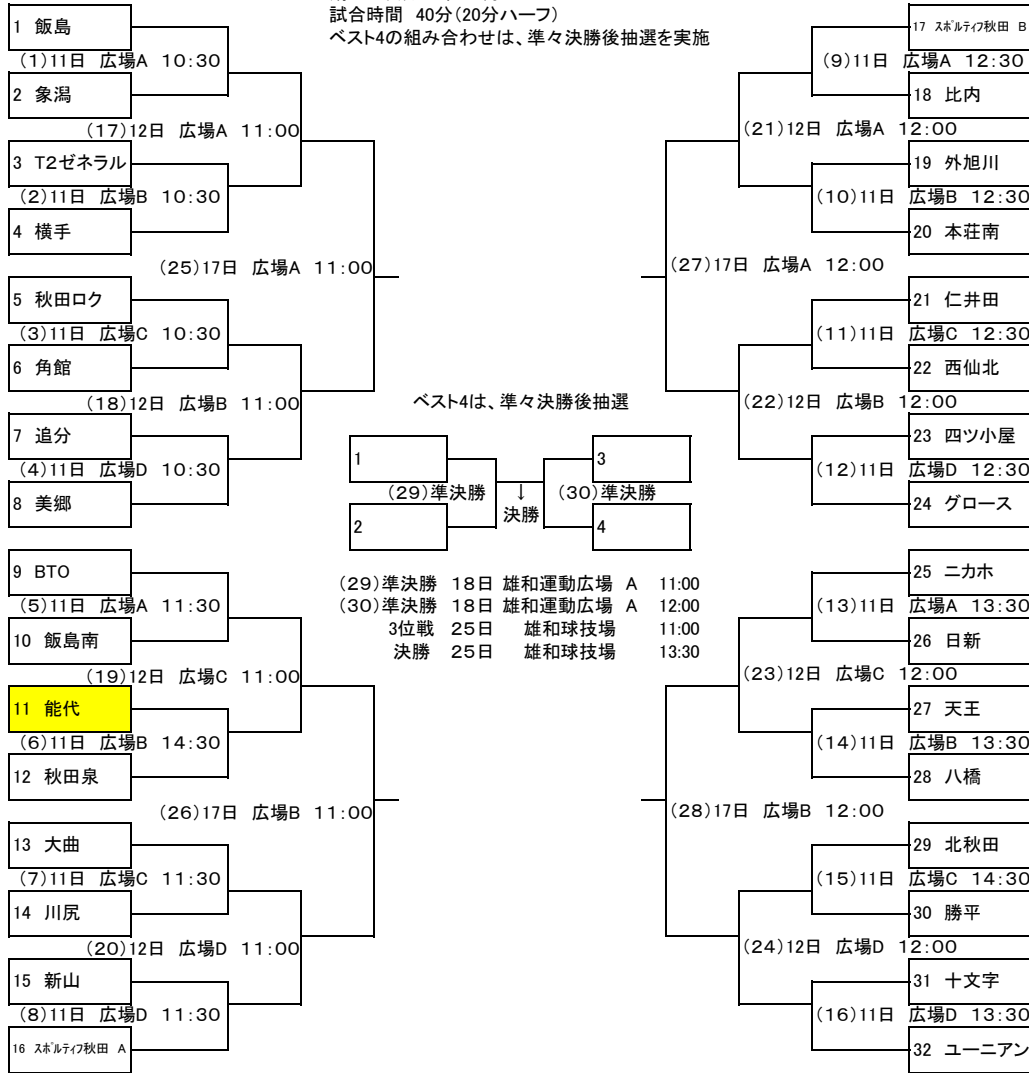 試合時間 40分(20分ハーフ)
ベスト4の組み合わせは、準々決勝後抽選を実施
1 飯島
(1)11日 広場A 10:30
2 象潟
(17)12日 広場A 11:00
3 T2ゼネラル
(2)11日 広場B 10:30
4 横手
(25)17日 広場A 11:00
5 秋田ロク
(3)11日 広場C 10:30
6 角館
(18)12日 広場B 11:00
7 追分
(4)11日 広場D 10:30
8 美郷
9 BTO
(5)11日 広場A 11:30
10 飯島南
(19)12日 広場C 11:00
11 能代
(6)11日 広場B 14:30
12 秋田泉
(26)17日 広場B 11:00
13 大曲
(7)11日 広場C 11:30
14 川尻
(20)12日 広場D 11:00
15 新山
(8)11日 広場D 11:30
16 スポルティフ秋田 A
ベスト4は、準々決勝後抽選
1
3
(29)準決勝 ↓ (30)準決勝
決勝
2
4
(29)準決勝 18日 雄和運動広場 A 11:00
(30)準決勝 18日 雄和運動広場 A 12:00
3位戦 25日 雄和球技場 11:00
決勝 25日 雄和球技場 13:30
17 スポルティフ秋田 B
(9)11日 広場A 12:30
18 比内
(21)12日 広場A 12:00
19 外旭川
(10)11日 広場B 12:30
20 本荘南
(27)17日 広場A 12:00
21 仁井田
(11)11日 広場C 12:30
22 西仙北
(22)12日 広場B 12:00
23 四ツ小屋
(12)11日 広場D 12:30
24 グロース
25 ニカホ
(13)11日 広場A 13:30
26 日新
(23)12日 広場C 12:00
27 天王
(14)11日 広場B 13:30
28 八橋
(28)17日 広場B 12:00
29 北秋田
(15)11日 広場C 14:30
30 勝平
(24)12日 広場D 12:00
31 十文字
(16)11日 広場D 13:30
32 ユーニアン